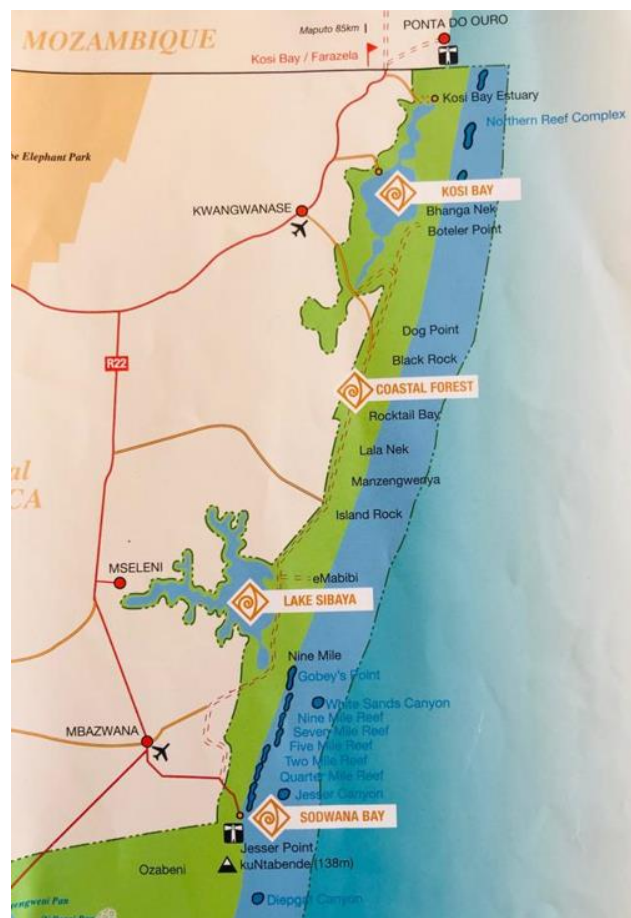 MOZAMBIQUE
Maputo 85km
PONTA DO OURO
Kosi Bay / Farazela
Kosi Bay Estuary
Northern Reef Complex
Elephant Park
KOSI BAY
KWANGWANASE
Bhanga Nek
Boteler Point
Dog Point
Black Rock
R22
COASTAL FOREST
Rocktail Bay
Lala Nek
al
CA
Manzengwenya
Island Rock
MSELENI
eMabibi
LAKE SIBAYA
Nine Mile
Gobey's Point
White Sands Canyon
Nine Mile Reef
Seven Mile Reef
MBAZWANA
Five Mile Reef
Two Mile Reef
Quarter Mile Reef
Jesser Canyon
SODWANA BAY
Jesser Point
kuNtabende (138m)
Ozabeni
Diepgat Canyon